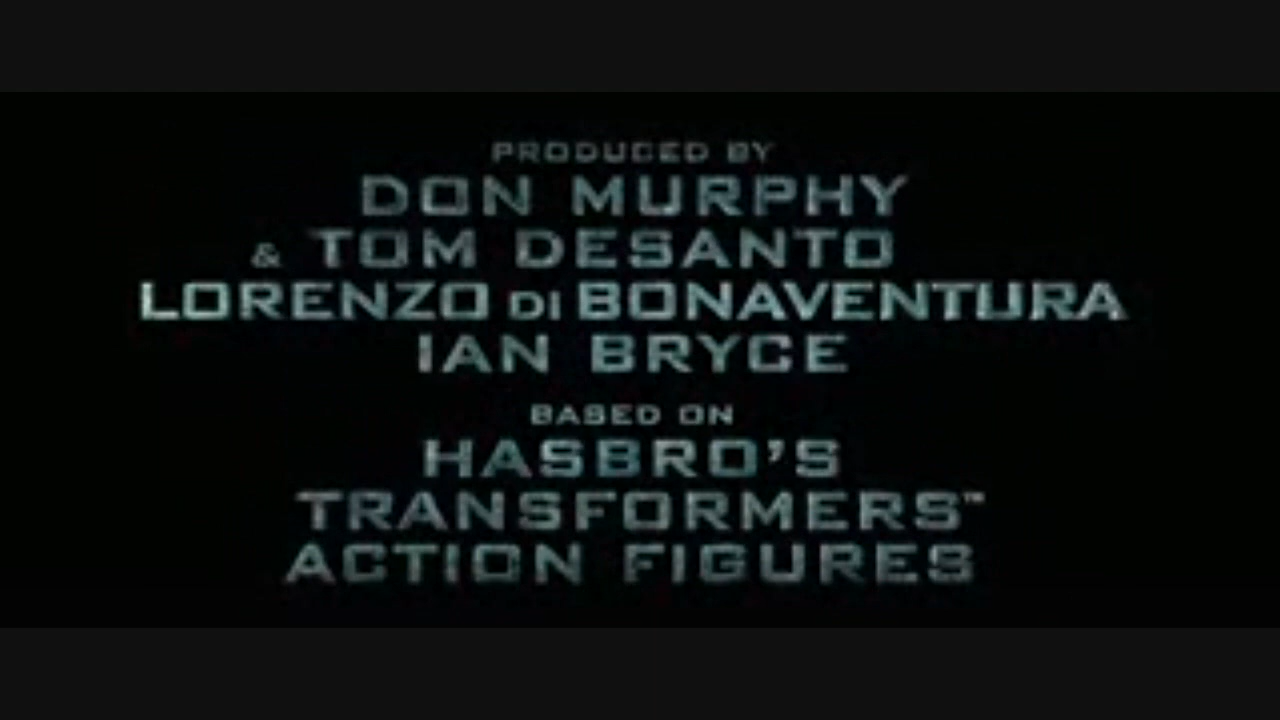 PRODUCED BY
DON MURPHY
& TOM DESANTO
LORENZO DI BONAVENTURA
IAN BRYCE
BASED ON
HASBRO'S
TRANSFORMERS™
ACTION FIGURES